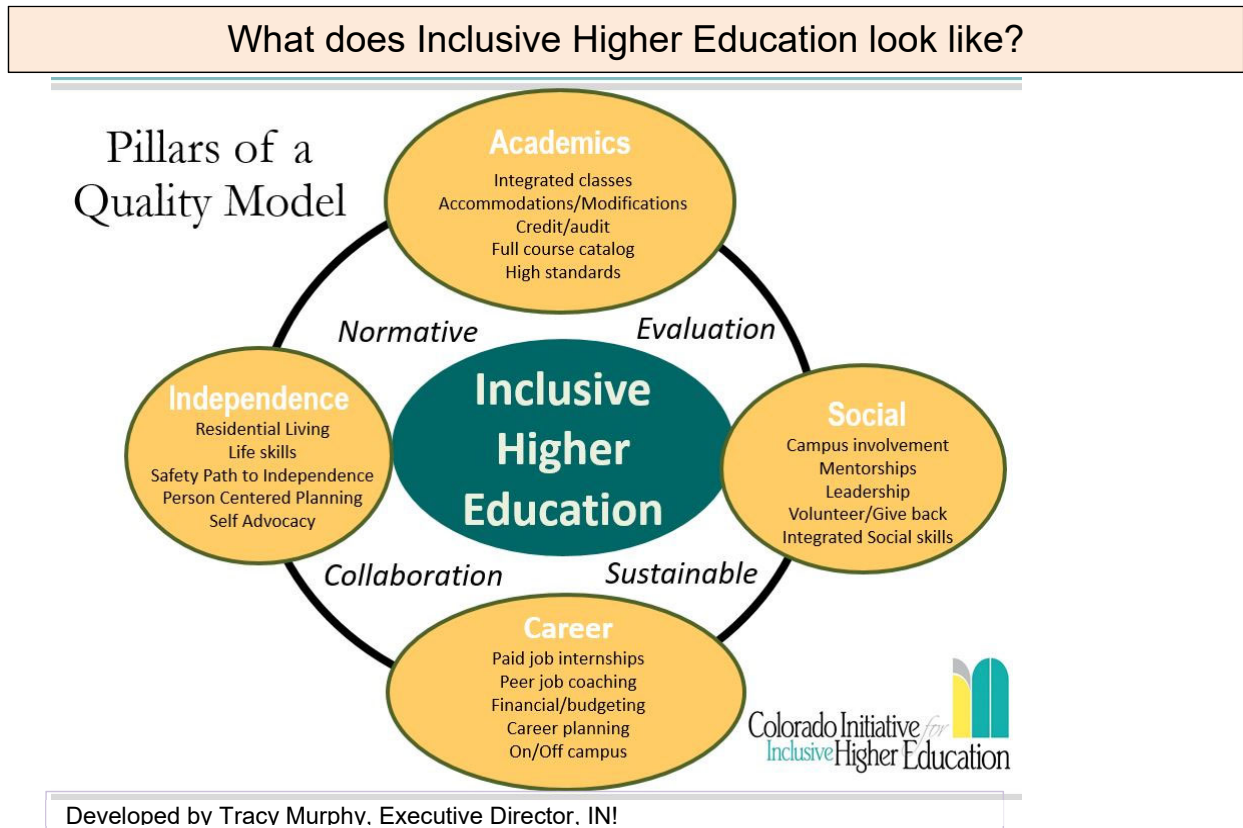 What does Inclusive Higher Education look like?
Pillars of a
Quality Model
Academics
Integrated classes
Accommodations/Modifications
Credit/audit
Full course catalog
High standards
Normative
Evaluation
Independence
Residential Living
Life skills
Safety Path to Independence
Person Centered Planning
Self Advocacy
Inclusive
Higher
Education
Social
Campus involvement
Mentorships
Leadership
Volunteer/Give back
Integrated Social skills
Collaboration
Sustainable
Career
Paid job internships
Peer job coaching
Financial/budgeting
Career planning
On/Off campus
Colorado Initiative for
Inclusive Higher Education
Developed by Tracy Murphy, Executive Director, IN!